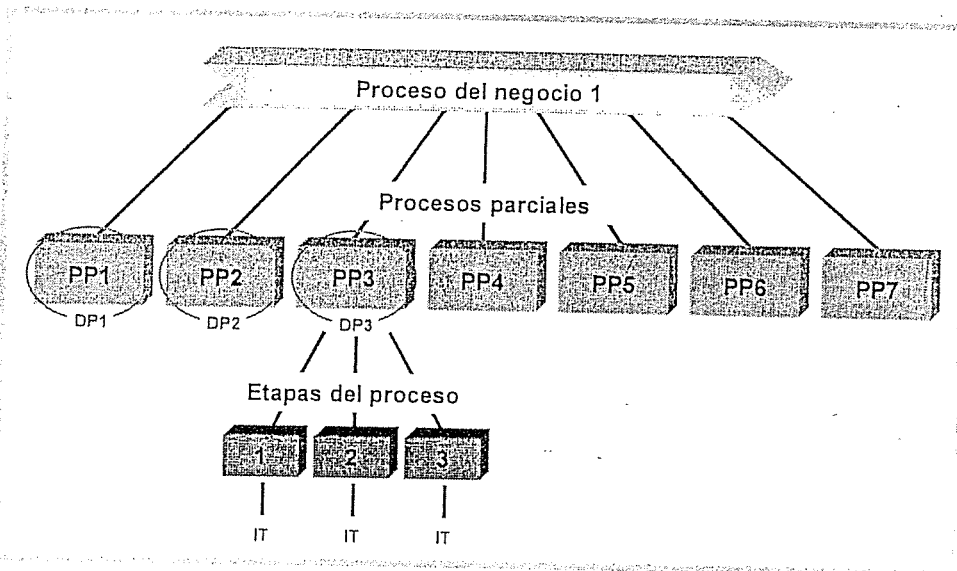 Proceso del negocio 1
Procesos parciales
PP1 PP2 PP3 PP4 PP5 PP6 PP7
DP1 DP2 DP3
Etapas del proceso
1 2 3
IT IT IT